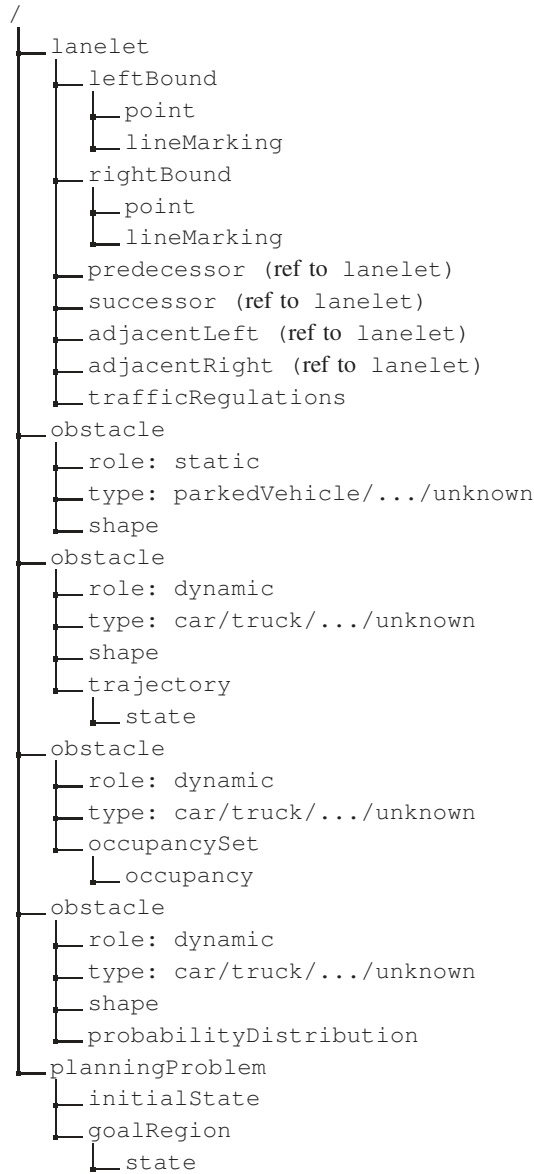 /
lanelet
leftBound
point
lineMarking
rightBound
point
lineMarking
predecessor (ref to lanelet)
successor (ref to lanelet)
adjacentLeft (ref to lanelet)
adjacentRight (ref to lanelet)
trafficRegulations
obstacle
role: static
type: parkedVehicle/.../unknown
shape
obstacle
role: dynamic
type: car/truck/.../unknown
shape
trajectory
state
obstacle
role: dynamic
type: car/truck/.../unknown
occupancySet
occupancy
obstacle
role: dynamic
type: car/truck/.../unknown
shape
probabilityDistribution
planningProblem
initialState
goalRegion
state